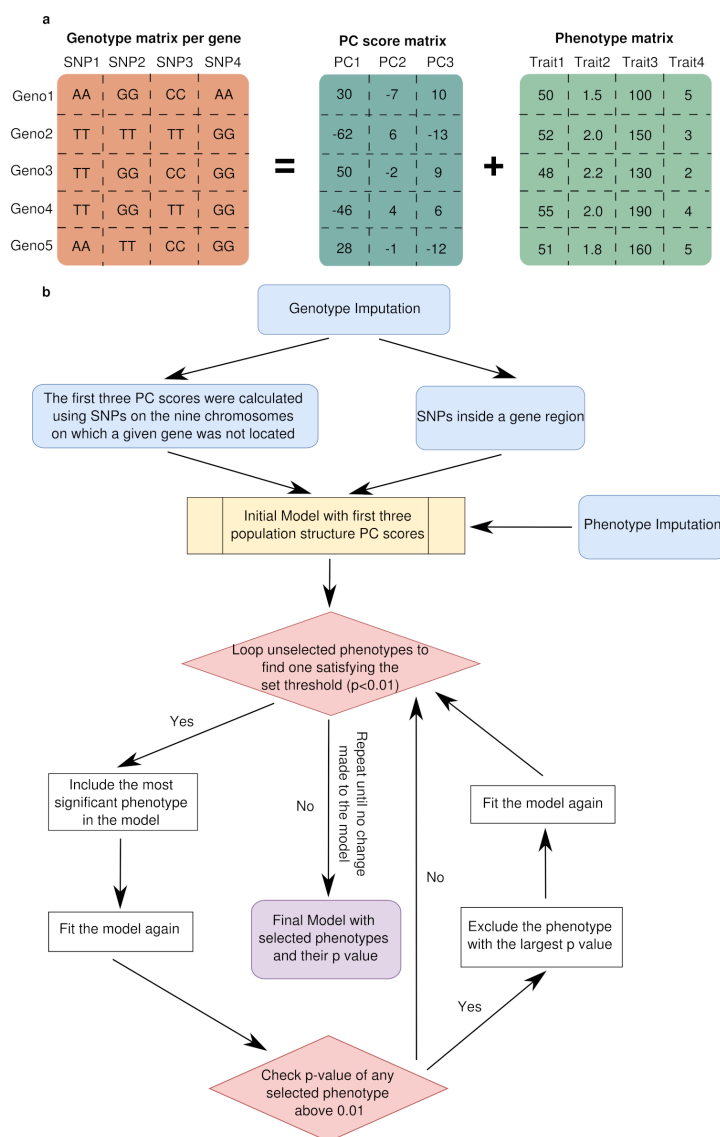 a
Genotype matrix per gene
PC score matrix
Phenotype matrix
SNP1 SNP2 SNP3 SNP4
PC1 PC2 PC3
Trait1 Trait2 Trait3 Trait4
Geno1 AA GG CC AA
30 -7 10
50 1.5 100 5
Geno2 TT TT TT GG
-62 6 -13
52 2.0 150 3
Geno3 TT GG CC GG
=
50 -2 9
+
48 2.2 130 2
Geno4 TT GG TT GG
-46 4 6
55 2.0 190 4
Geno5 AA TT CC GG
28 -1 -12
51 1.8 160 5
b
Genotype Imputation
The first three PC scores were calculated
using SNPs on the nine chromosomes
on which a given gene was not located
SNPs inside a gene region
Initial Model with first three
population structure PC scores
Phenotype Imputation
Loop unselected phenotypes to
find one satisfying the
set threshold (p<0.01)
Yes
No
Repeat until no change
made to the model
Include the most
significant phenotype
in the model
Fit the model again
Final Model with
selected phenotypes
and their p value
Check p-value of any
selected phenotype
above 0.01
No
Yes
Exclude the phenotype
with the largest p value
Fit the model again